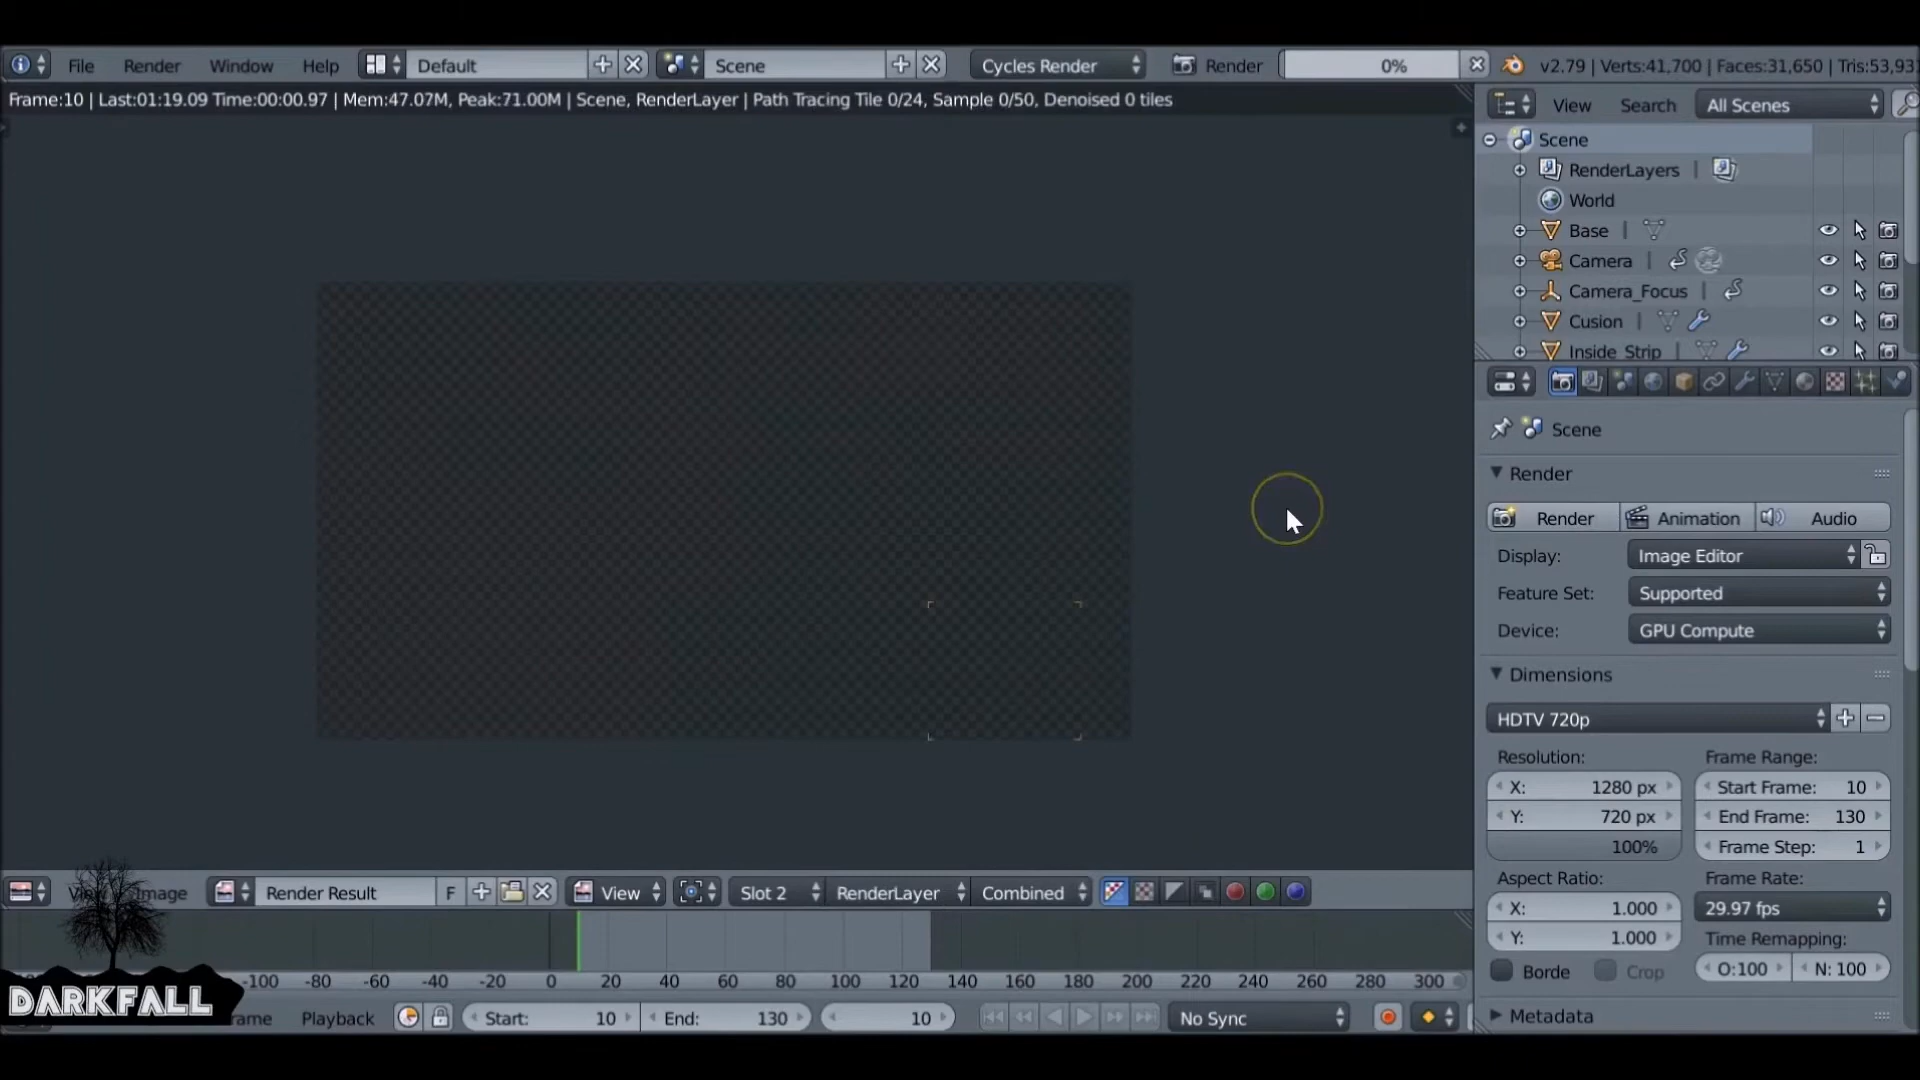 File Render Window Help Default Scene Cycles Render Render 0% v2.79 | Verts:41,700 | Faces:31,650 | Tris:53,93
Frame:10 | Last:01:19.09 Time:00:00.97 | Mem:47.07M, Peak:71.00M | Scene, RenderLayer | Path Tracing Tile 0/24, Sample 0/50, Denoised 0 tiles
View Search All Scenes
Scene
RenderLayers
World
Base
Camera
Camera_Focus
Cusion
Inside_Strip
Scene
Render
Render Animation Audio
Display: Image Editor
Feature Set: Supported
Device: GPU Compute
Dimensions
HDTV 720p
Resolution: Frame Range:
X: 1280 px Start Frame: 10
Y: 720 px End Frame: 130
100% Frame Step: 1
Aspect Ratio: Frame Rate:
X: 1.000 29.97 fps
Y: 1.000 Time Remapping:
Borde Crop O:100 N: 100
Metadata
View Image Render Result F View Slot 2 RenderLayer Combined
-100 -80 -60 -40 -20 0 20 40 60 80 100 120 140 160 180 200 220 240 260 280 300
DARKFALL
rame Playback Start: 10 End: 130 10 No Sync